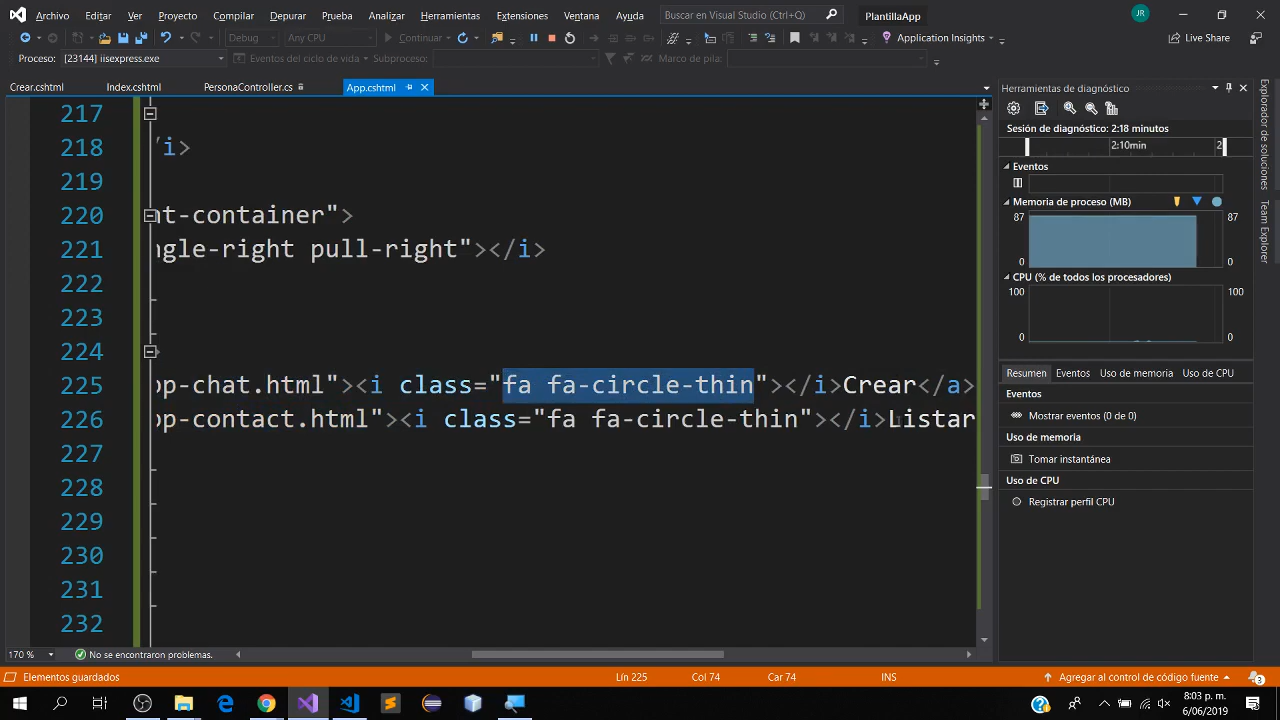 Archivo Editar Ver Proyecto Compilar Depurar Prueba Analizar Herramientas Extensiones Ventana Ayuda Buscar en Visual Studio (Ctrl+Q) PlantillaApp JR
Debug Any CPU Continuar Application Insights Live Share
Proceso: [23144] iisexpress.exe Eventos del ciclo de vida Subproceso: Marco de pila:
Crear.cshtml Index.cshtml PersonaController.cs App.cshtml
Herramientas de diagnóstico
Sesión de diagnóstico: 2:18 minutos
2:10min 2
Eventos
Memoria de proceso (MB)
87 87
0 0
CPU (% de todos los procesadores)
100 100
0 0
Resumen Eventos Uso de memoria Uso de CPU
Eventos
Mostrar eventos (0 de 0)
Uso de memoria
Tomar instantánea
Uso de CPU
Registrar perfil CPU
Explorador de soluciones
Team Explorer
217
218 /i>
219
220 nt-container">
221 ngle-right pull-right"></i>
222
223
224 >
225 pp-chat.html"><i class="fa fa-circle-thin"></i>Crear</a>
226 pp-contact.html"><i class="fa fa-circle-thin"></i>Listar
227
228
229
230
231
232
170 % No se encontraron problemas.
Elementos guardados Lín 225 Col 74 Car 74 INS Agregar al control de código fuente 3
8:03 p. m.
6/06/2019
3